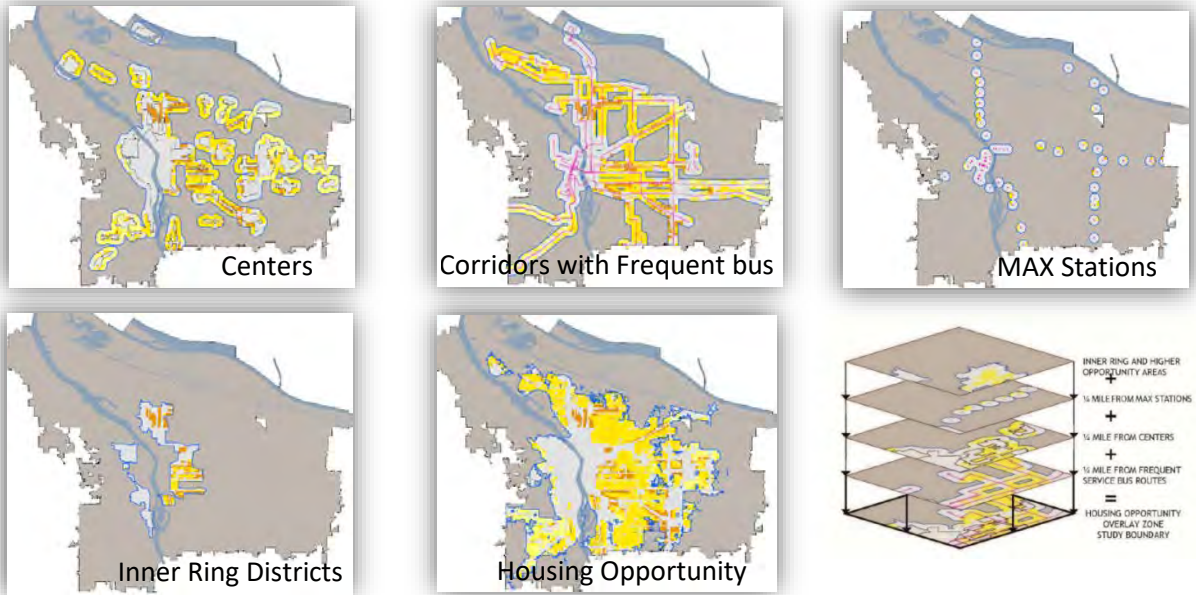 Centers
Corridors with Frequent bus
MAX Stations
Inner Ring Districts
Housing Opportunity
INNER RING AND HIGHER
OPPORTUNITY AREAS
+
¼ MILE FROM MAX STATIONS
+
¼ MILE FROM CENTERS
+
¼ MILE FROM FREQUENT
SERVICE BUS ROUTES
=
HOUSING OPPORTUNITY
OVERLAY ZONE
STUDY BOUNDARY